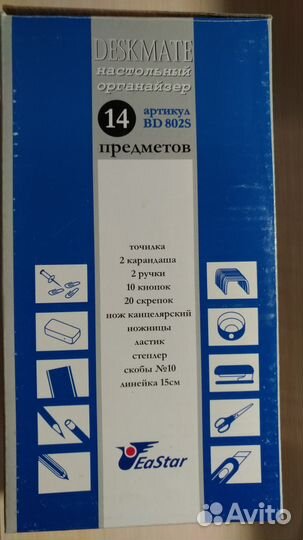 DESKMATE
настольный
органайзер
14
артикул
BD 802S
предметов
точилка
2 карандаша
2 ручки
10 кнопок
20 скрепок
нож канцелярский
ножницы
ластик
степлер
скобы №10
линейка 15см
EaStar
Avito